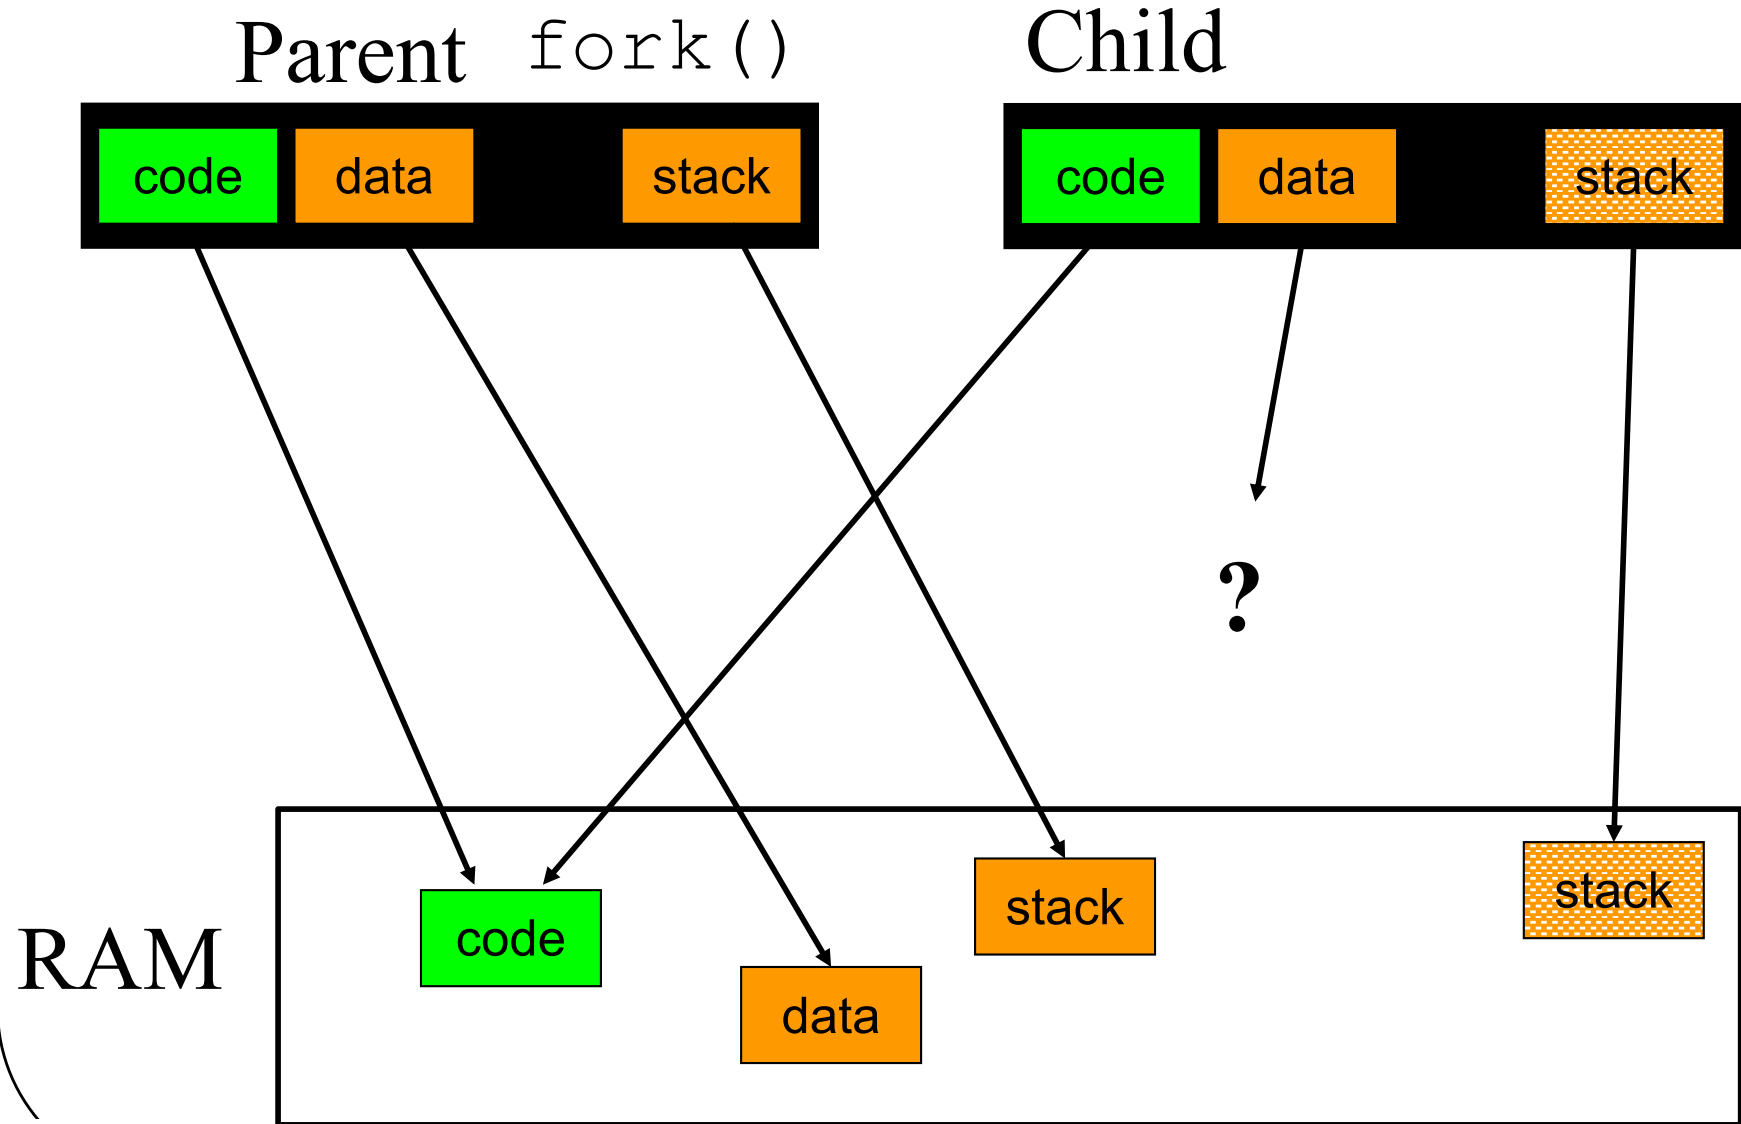 Parent fork() Child
code data stack code data stack
?
stack stack
RAM code
data